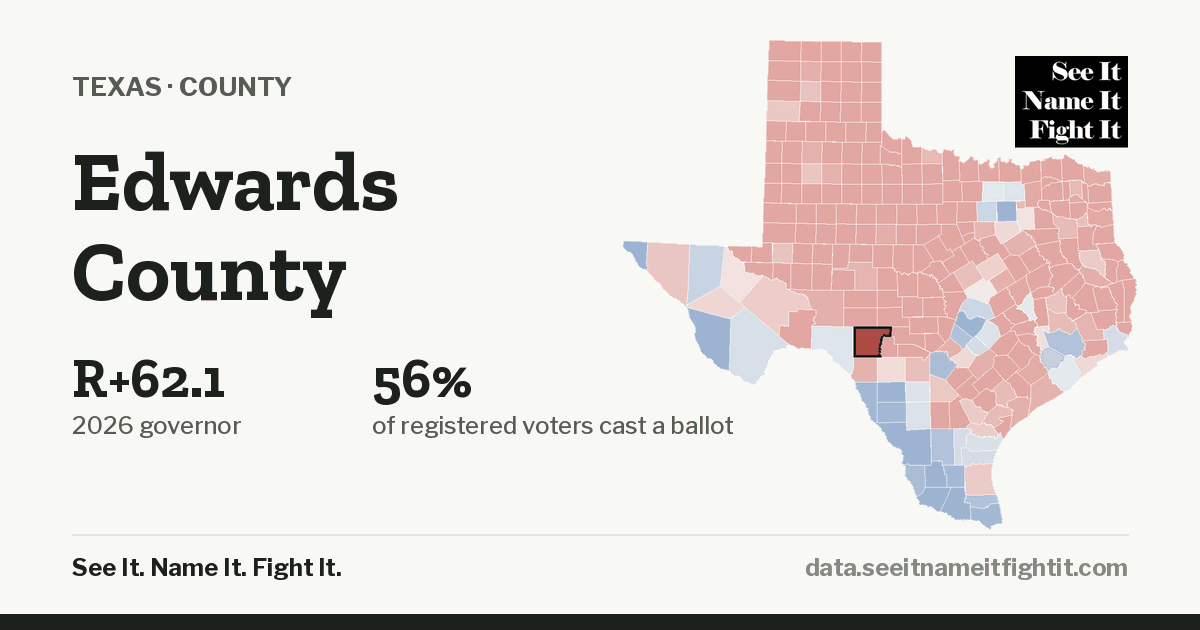 TEXAS · COUNTY
See It
Name It
Fight It
Edwards
County
R+62.1
2026 governor
56%
of registered voters cast a ballot
See It. Name It. Fight It.
data.seeitnameitfightit.com